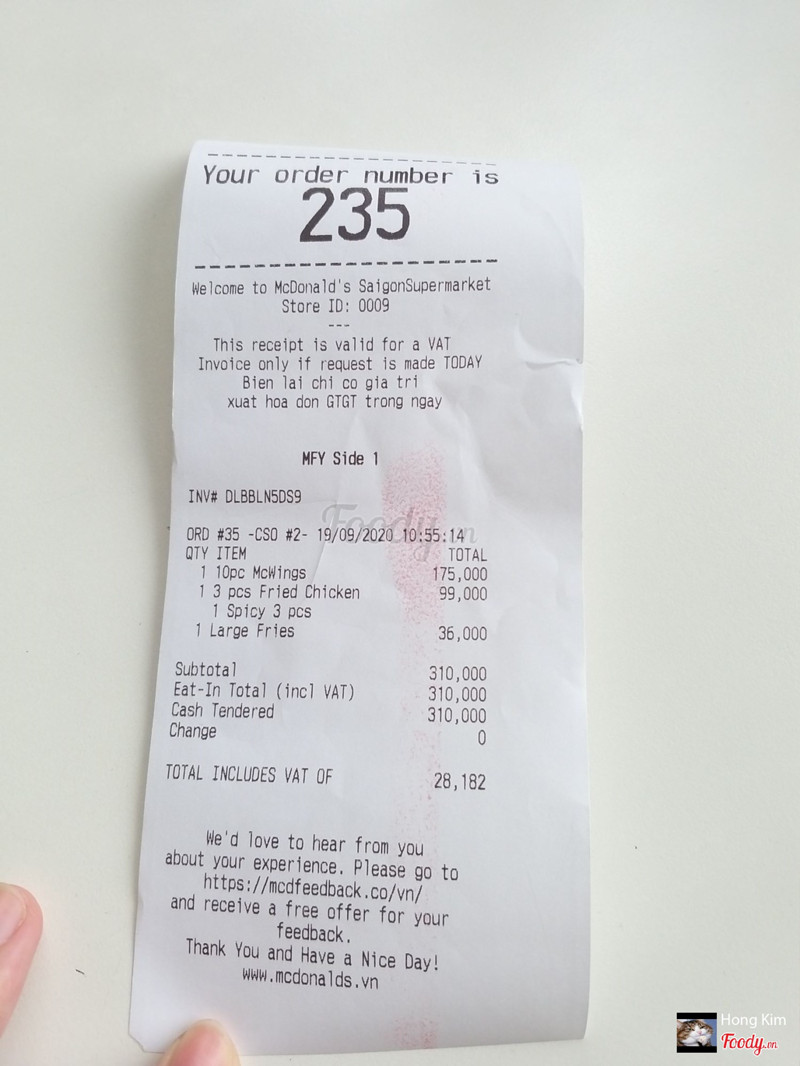 Your order number is
235
Welcome to McDonald's SaigonSupermarket
Store ID: 0009
---
This receipt is valid for a VAT
Invoice only if request is made TODAY
Bien lai chi co gia tri
xuat hoa don GTGT trong ngay
MFY Side 1
INV# DLBBLN5DS9
Foody.vn
ORD #35 -CSO #2- 19/09/2020 10:55:14
QTY ITEM TOTAL
1 10pc McWings 175,000
1 3 pcs Fried Chicken 99,000
1 Spicy 3 pcs
1 Large Fries 36,000
Subtotal 310,000
Eat-In Total (incl VAT) 310,000
Cash Tendered 310,000
Change 0
TOTAL INCLUDES VAT OF 28,182
We'd love to hear from you
about your experience. Please go to
https://mcdfeedback.co/vn/
and receive a free offer for your
feedback.
Thank You and Have a Nice Day!
www.mcdonalds.vn
Hong Kim
Foody.vn